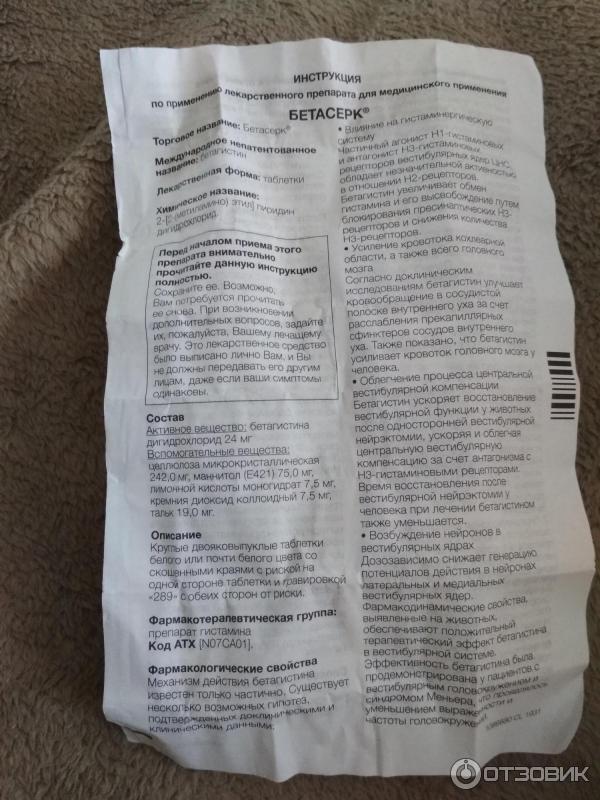 ИНСТРУКЦИЯ
по применению лекарственного препарата для медицинского применения
БЕТАСЕРК®
Торговое название: Бетасерк®
Международное непатентованное
название: бетагистин
Лекарственная форма: таблетки
Химическое название:
2-[2-(метиламино) этил] пиридин
дигидрохлорид.
Перед началом приема этого
препарата внимательно
прочитайте данную инструкцию
полностью.
Сохраните ее. Возможно,
Вам потребуется прочитать
ее снова. При возникновении
дополнительных вопросов, задайте
их, пожалуйста, Вашему лечащему
врачу. Это лекарственное средство
было выписано лично Вам, и Вы
не должны передавать его другим
лицам, даже если ваши симптомы
одинаковы.
Состав
Активное вещество: бетагистина
дигидрохлорид 24 мг
Вспомогательные вещества:
целлюлоза микрокристаллическая
242,0 мг, маннитол (Е421) 75,0 мг,
лимонной кислоты моногидрат 7,5 мг,
кремния диоксид коллоидный 7,5 мг,
тальк 19,0 мг.
Описание
Круглые двояковыпуклые таблетки
белого или почти белого цвета со
скошенными краями с риской на
одной стороне таблетки и гравировкой
«289» с обеих сторон от риски.
Фармакотерапевтическая группа:
препарат гистамина
Код АТХ [N07CA01].
Фармакологические свойства
Механизм действия бетагистина
известен только частично. Существует
несколько возможных гипотез,
подтвержденных доклиническими и
клиническими данными:
• Влияние на гистаминергическую
систему
Частичный агонист Н1-гистаминовых
и антагонист Н3-гистаминовых
рецепторов вестибулярных ядер ЦНС,
обладает незначительной активностью
в отношении Н2-рецепторов.
Бетагистин увеличивает обмен
гистамина и его высвобождение путем
блокирования пресинаптических Н3-
рецепторов и снижения количества
Н3-рецепторов.
• Усиление кровотока кохлеарной
области, а также всего головного
мозга
Согласно доклиническим
исследованиям бетагистин улучшает
кровообращение в сосудистой
полоске внутреннего уха за счет
расслабления прекапиллярных
сфинктеров сосудов внутреннего
уха. Также показано, что бетагистин
усиливает кровоток головного мозга у
человека.
• Облегчение процесса центральной
вестибулярной компенсации
Бетагистин ускоряет восстановление
вестибулярной функции у животных
после односторонней вестибулярной
нейрэктомии, ускоряя и облегчая
центральную вестибулярную
компенсацию за счет антагонизма с
Н3-гистаминовыми рецепторами.
Время восстановления после
вестибулярной нейрэктомии у
человека при лечении бетагистином
также уменьшается.
• Возбуждение нейронов в
вестибулярных ядрах
Дозозависимо снижает генерацию
потенциалов действия в нейронах
латеральных и медиальных
вестибулярных ядер.
Фармакодинамические свойства,
выявленные на животных,
обеспечивают положительный
терапевтический эффект бетагистина
в вестибулярной системе.
Эффективность бетагистина была
продемонстрирована у пациентов с
вестибулярным головокружением и
синдромом Меньера, что проявлялось
уменьшением выраженности и
частоты головокружений.
ОТЗОВИК